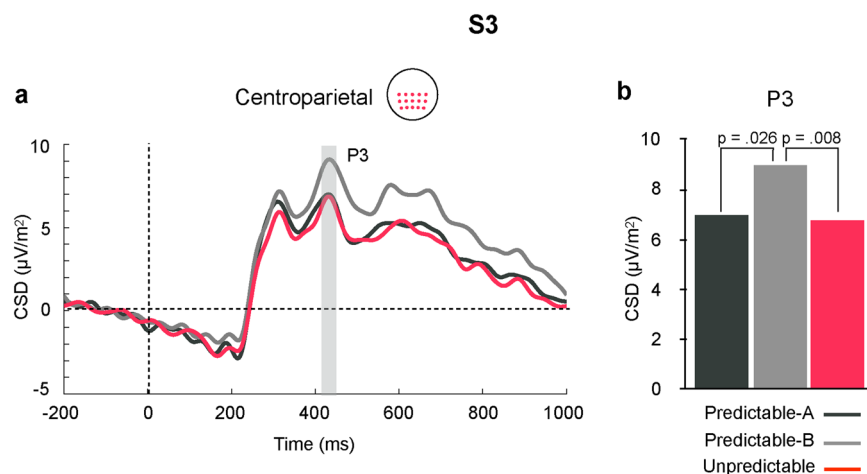 S3
a
Centroparietal
P3
10
5
0
-5
CSD (µV/m²)
-200
0
200
400
600
800
1000
Time (ms)
b
P3
p = .026
p = .008
10
8
6
4
2
0
CSD (µV/m²)
Predictable-A
Predictable-B
Unpredictable